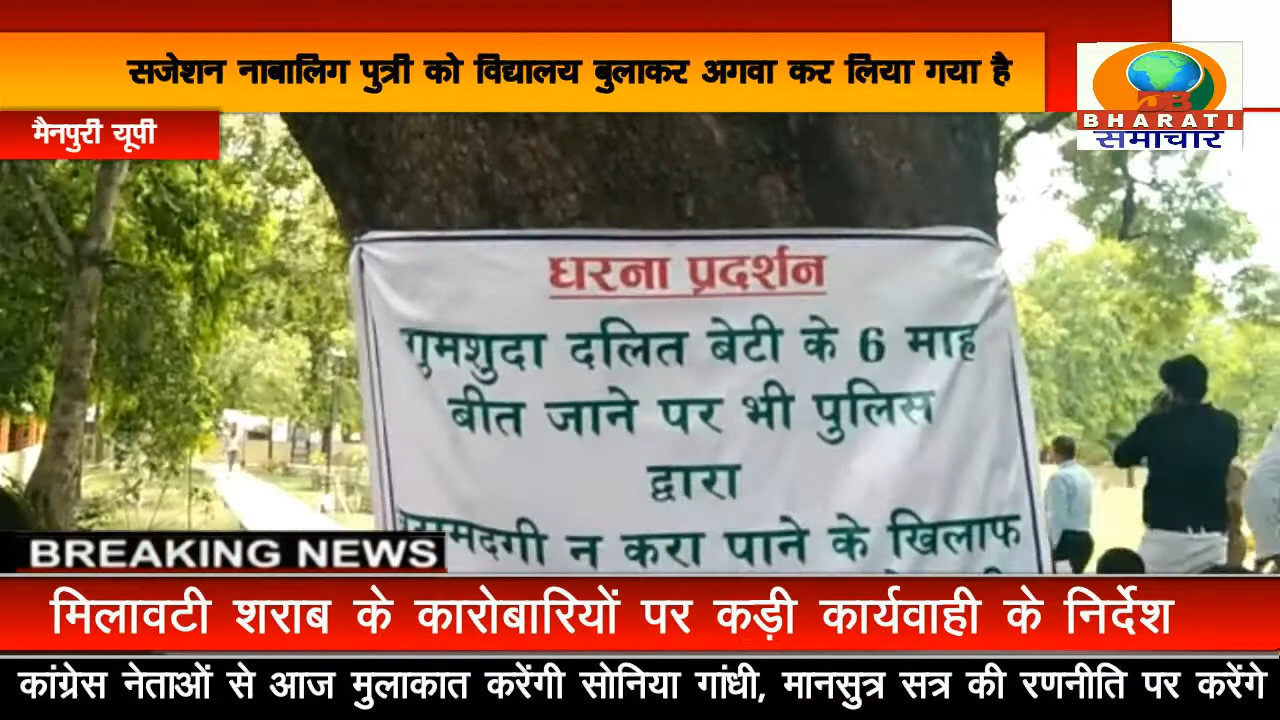 सजेशन नाबालिग पुत्री को विद्यालय बुलाकर अगवा कर लिया गया है
BHARATI
समाचार
मैनपुरी यूपी
धरना प्रदर्शन
गुमशुदा दलित बेटी के 6 माह
बीत जाने पर भी पुलिस
द्वारा
न करा पाने के खिलाफ
BREAKING NEWS
मिलावटी शराब के कारोबारियों पर कड़ी कार्यवाही के निर्देश
कांग्रेस नेताओं से आज मुलाकात करेंगी सोनिया गांधी, मानसुत्र सत्र की रणनीति पर करेंगे